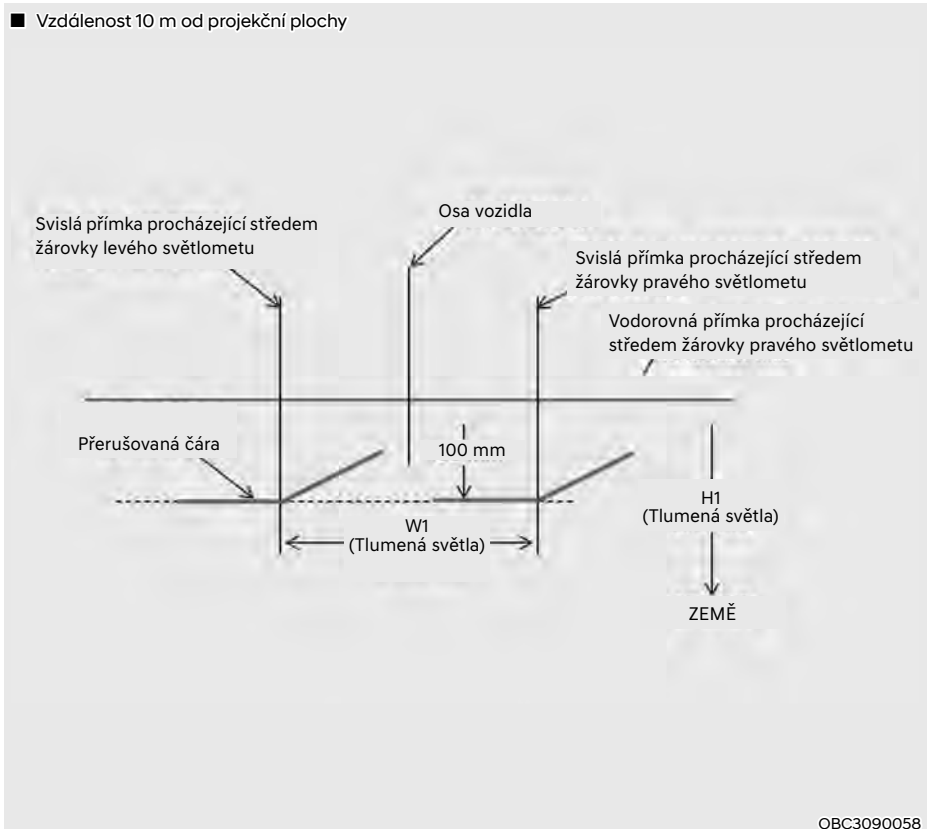 ■ Vzdálenost 10 m od projekční plochy
Osa vozidla
Svislá přímka procházející středem
žárovky levého světlometu
Svislá přímka procházející středem
žárovky pravého světlometu
Vodorovná přímka procházející
středem žárovky pravého světlometu
Přerušovaná čára
100 mm
H1
(Tlumená světla)
W1
(Tlumená světla)
ZEMĚ
OBC3090058